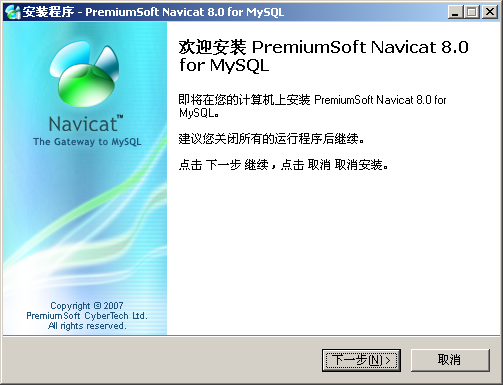 安装程序 - PremiumSoft Navicat 8.0 for MySQL
Navicat™
The Gateway to MySQL
Copyright © 2007
PremiumSoft CyberTech Ltd.
All rights reserved.
欢迎安装 PremiumSoft Navicat 8.0
for MySQL
即将在您的计算机上安装 PremiumSoft Navicat 8.0 for
MySQL。
建议您关闭所有的运行程序后继续。
点击 下一步 继续，点击 取消 取消安装。
下一步(N) >
取消